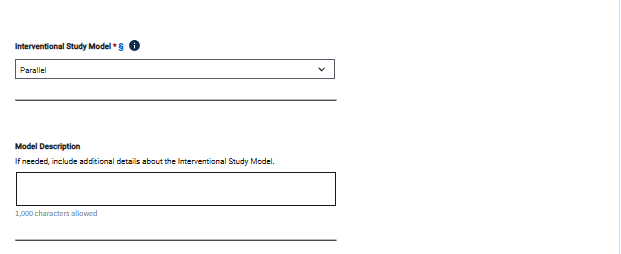 Interventional Study Model * §
Parallel
Model Description
If needed, include additional details about the Interventional Study Model.
1,000 characters allowed